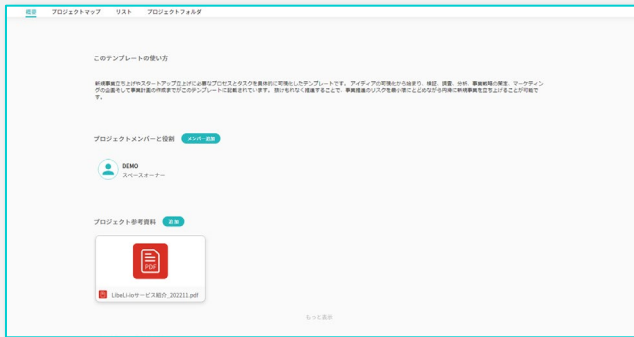 概要 プロジェクトマップ リスト プロジェクトフォルダ
このテンプレートの使い方
新規事業立ち上げやスタートアップ立上げに必要なプロセスとタスクを具体的に可視化したテンプレートです。 アイディアの可視化から始まり、検証、調査、分析、事業戦略の策定、マーケティン
グの企画そして事業計画の作成までがこのテンプレートに記載されています。 抜けもれなく推進することで、事業推進のリスクを最小限にとどめながら円滑に新規事業を立ち上げることが可能で
す。
プロジェクトメンバーと役割 メンバー追加
DEMO
スペースオーナー
プロジェクト参考資料 追加
PDF
LibeLi-ioサービス紹介_202211.pdf
もっと表示